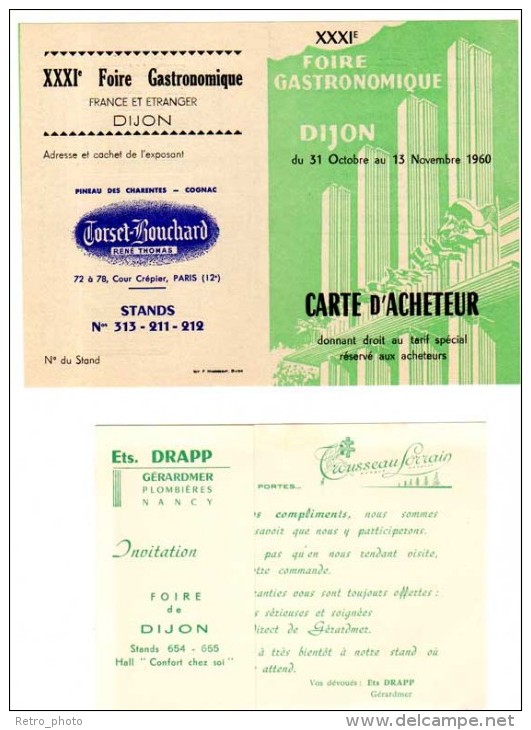 XXXIᵉ Foire Gastronomique
FRANCE ET ETRANGER
DIJON
Adresse et cachet de l'exposant
PINEAU DES CHARENTES — COGNAC
Torset-Bouchard
RENÉ THOMAS
72 à 78, Cour Crépier, PARIS (12ᵉ)
STANDS
Nᵒˢ 313 - 211 - 212
Nᵒ du Stand
XXXIᴱ
FOIRE
GASTRONOMIQUE
DIJON
du 31 Octobre au 13 Novembre 1960
CARTE D'ACHETEUR
donnant droit au tarif spécial
réservé aux acheteurs
Ets. DRAPP
GÉRARDMER
PLOMBIÈRES
NANCY
Invitation
FOIRE
de
DIJON
Stands 654 - 665
Hall " Confort chez soi "
Trousseau Lorrain
PORTES...
os compliments, nous sommes
savoir que nous y participerons.
pas qu'en nous rendant visite,
otre commande.
ranties vous sont toujours offertes :
s sérieuses et soignées
direct de Gérardmer.
à très bientôt à notre stand où
attend.
Vos dévoués : Ets DRAPP
Gérardmer
Retro_photo
delcampe.net